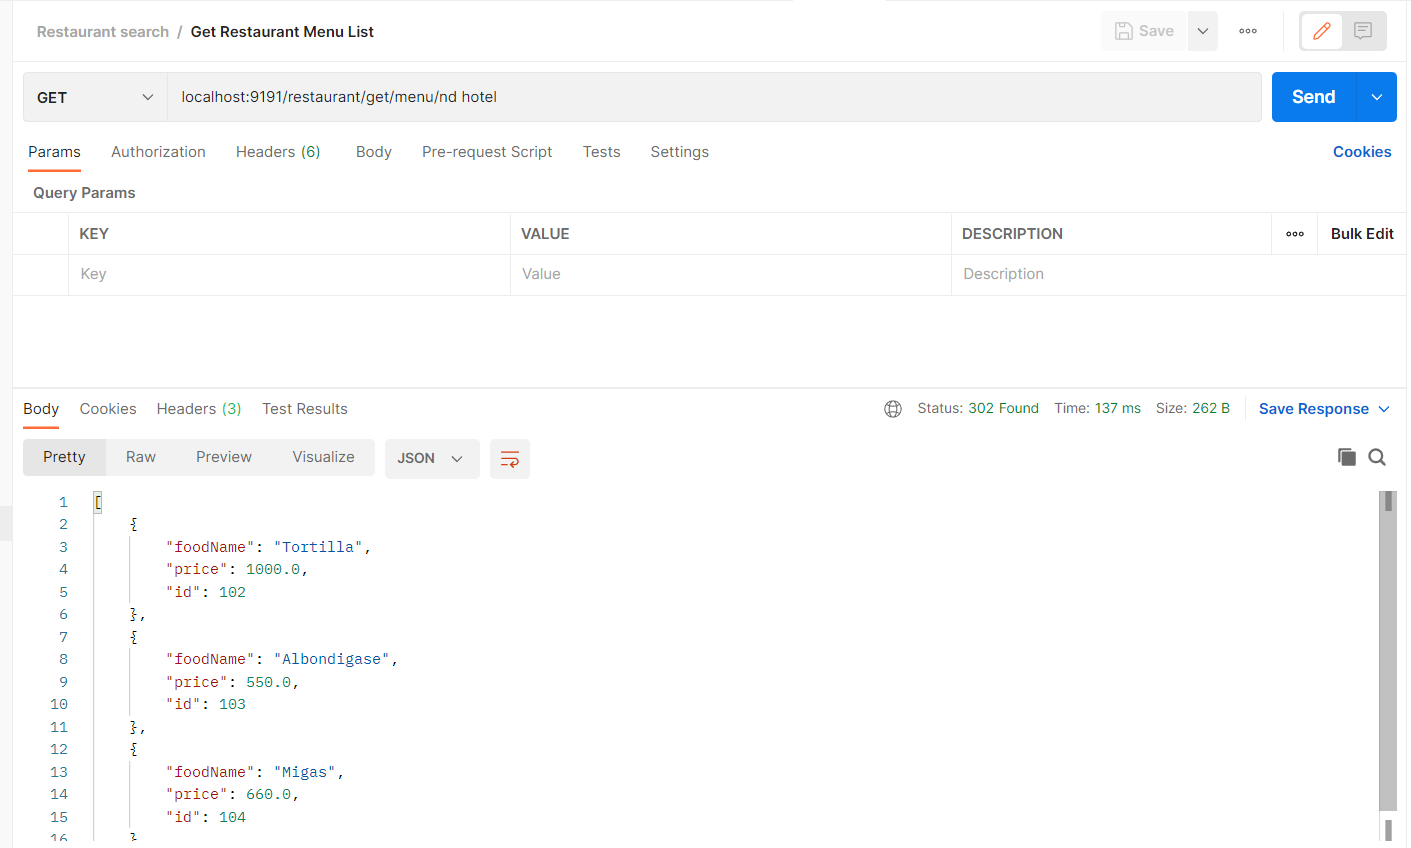 Restaurant search / Get Restaurant Menu List
Save
GET
localhost:9191/restaurant/get/menu/nd hotel
Send
Params Authorization Headers (6) Body Pre-request Script Tests Settings Cookies
Query Params
KEY VALUE DESCRIPTION Bulk Edit
Key Value Description
Body Cookies Headers (3) Test Results Status: 302 Found Time: 137 ms Size: 262 B Save Response
Pretty Raw Preview Visualize JSON
1 [
2 {
3 "foodName": "Tortilla",
4 "price": 1000.0,
5 "id": 102
6 },
7 {
8 "foodName": "Albondigase",
9 "price": 550.0,
10 "id": 103
11 },
12 {
13 "foodName": "Migas",
14 "price": 660.0,
15 "id": 104
16 }